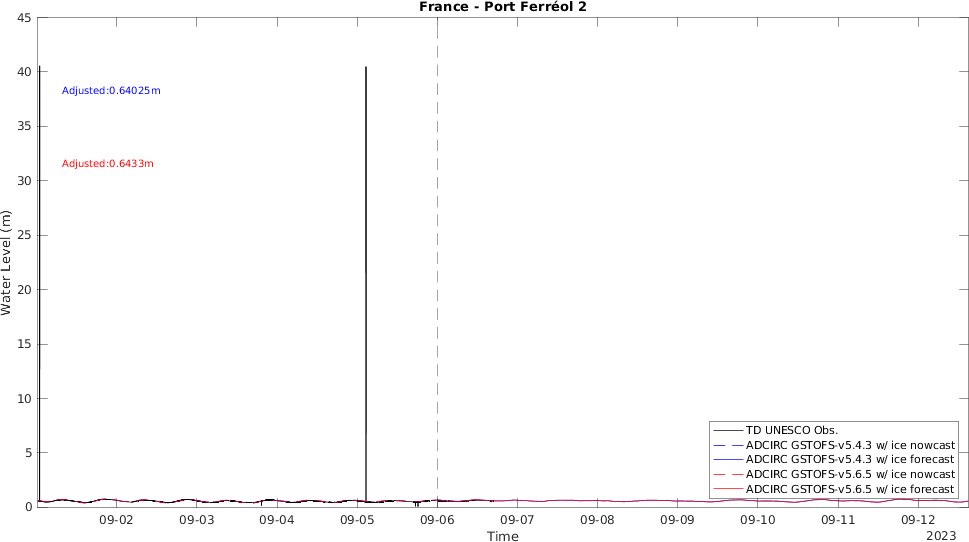 France - Port Ferréol 2
45
40
35
30
25
20
15
10
5
0
Water Level (m)
Adjusted:0.64025m
Adjusted:0.6433m
TD UNESCO Obs.
ADCIRC GSTOFS-v5.4.3 w/ ice nowcast
ADCIRC GSTOFS-v5.4.3 w/ ice forecast
ADCIRC GSTOFS-v5.6.5 w/ ice nowcast
ADCIRC GSTOFS-v5.6.5 w/ ice forecast
09-02 09-03 09-04 09-05 09-06 09-07 09-08 09-09 09-10 09-11 09-12
Time
2023